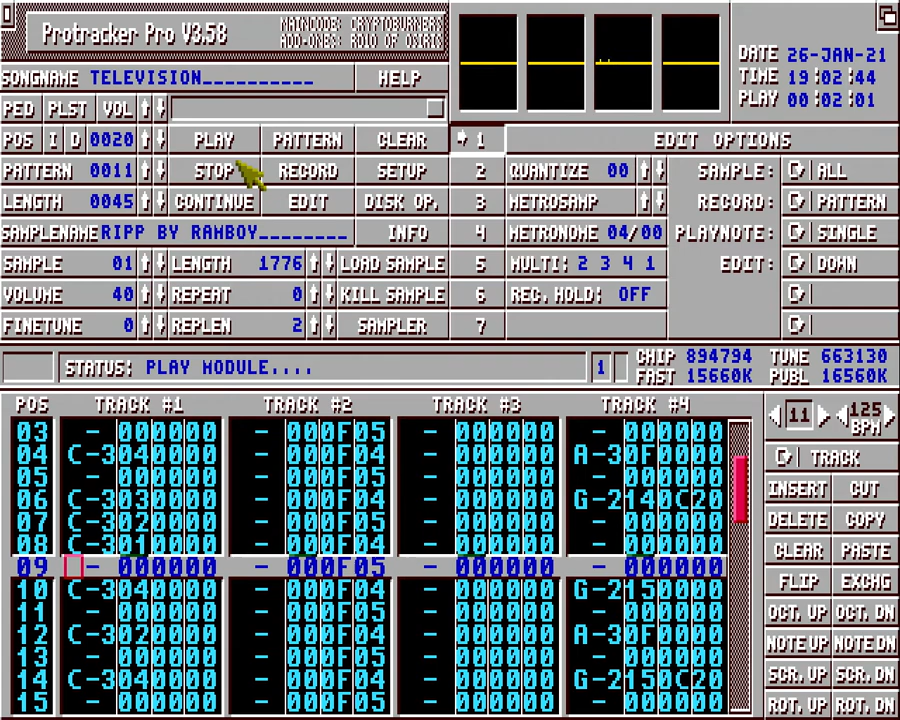 Protracker Pro V3.58
MAINCODE: CRYPTOBURNERS
ADD-ONES: ROLO OF OSIRIS
DATE 26-JAN-21
TIME 19:02:44
PLAY 00:02:01
SONGNAME TELEVISION__________ HELP
PED PLST VOL
POS I D 0020 PLAY PATTERN CLEAR 1 EDIT OPTIONS
PATTERN 0011 STOP RECORD SETUP 2 QUANTIZE 00 SAMPLE: ALL
LENGTH 0045 CONTINUE EDIT DISK OP. 3 METROSAMP RECORD: PATTERN
SAMPLENAME RIPP BY RAMBOY________ INFO 4 METRONOME 04/00 PLAYNOTE: SINGLE
SAMPLE 01 LENGTH 1776 LOAD SAMPLE 5 MULTI: 2 3 4 1 EDIT: DOWN
VOLUME 40 REPEAT 0 KILL SAMPLE 6 REC. HOLD: OFF
FINETUNE 0 REPLEN 2 SAMPLER 7
STATUS: PLAY MODULE.... 1
CHIP 894794 TUNE 663130
FAST 15660K PUBL 16560K
POS TRACK #1 TRACK #2 TRACK #3 TRACK #4
03 - 000000 - 000F05 - 000000 - 000000
04 C-3040000 - 000F04 - 000000 A-30F0000
05 - 000000 - 000F05 - 000000 - 000000
06 C-3030000 - 000F04 - 000000 G-2140C20
07 C-3020000 - 000F05 - 000000 - 000000
08 C-3010000 - 000F04 - 000000 - 000000
09 - 000000 - 000F05 - 000000 - 000000
10 C-3040000 - 000F04 - 000000 G-2150000
11 - 000000 - 000F05 - 000000 - 000000
12 C-3020000 - 000F04 - 000000 A-30F0000
13 - 000000 - 000F05 - 000000 - 000000
14 C-3040000 - 000F04 - 000000 G-2150C20
15 - 000000 - 000F05 - 000000 - 000000
11 125 BPM
TRACK
INSERT CUT
DELETE COPY
CLEAR PASTE
FLIP EXCHG
OCT. UP OCT. DN
NOTE UP NOTE DN
SCR. UP SCR. DN
ROT. UP ROT. DN